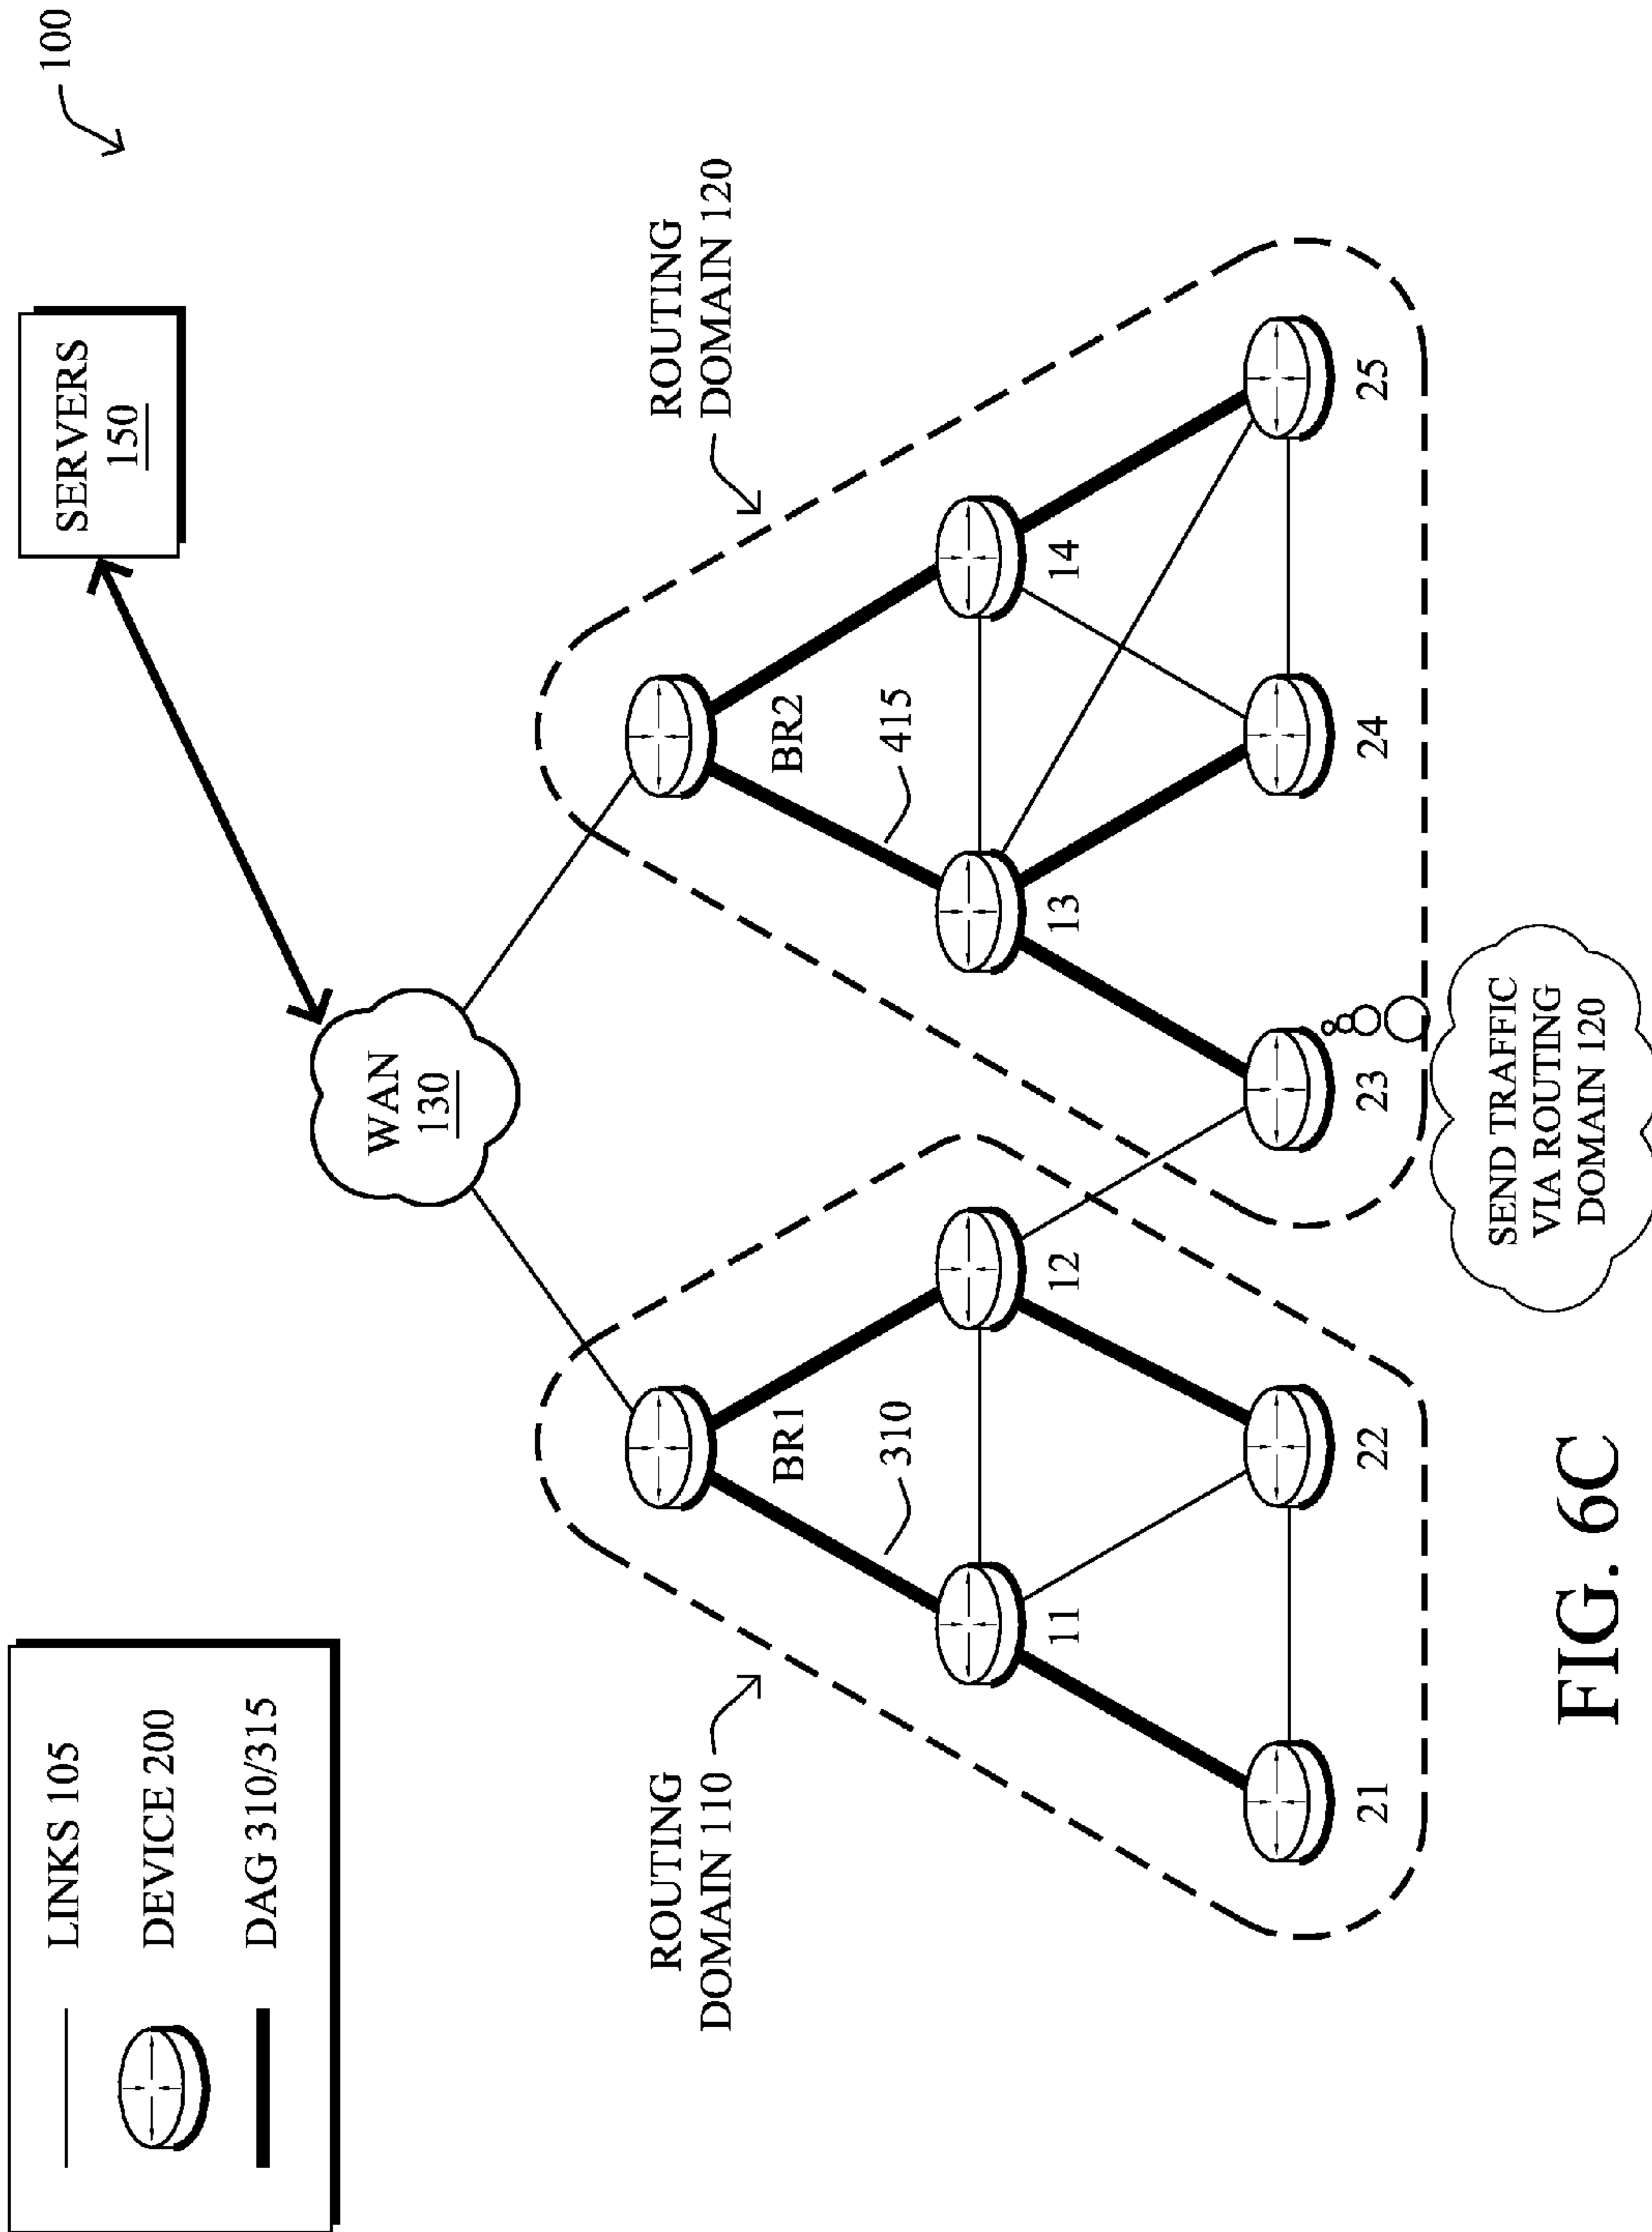 LINKS 105
DEVICE 200
DAG 310/315
100
SERVERS
150
WAN
130
ROUTING
DOMAIN 110
ROUTING
DOMAIN 120
BR1
BR2
310
415
11
12
13
14
21
22
23
24
25
SEND TRAFFIC
VIA ROUTING
DOMAIN 120
FIG. 6C